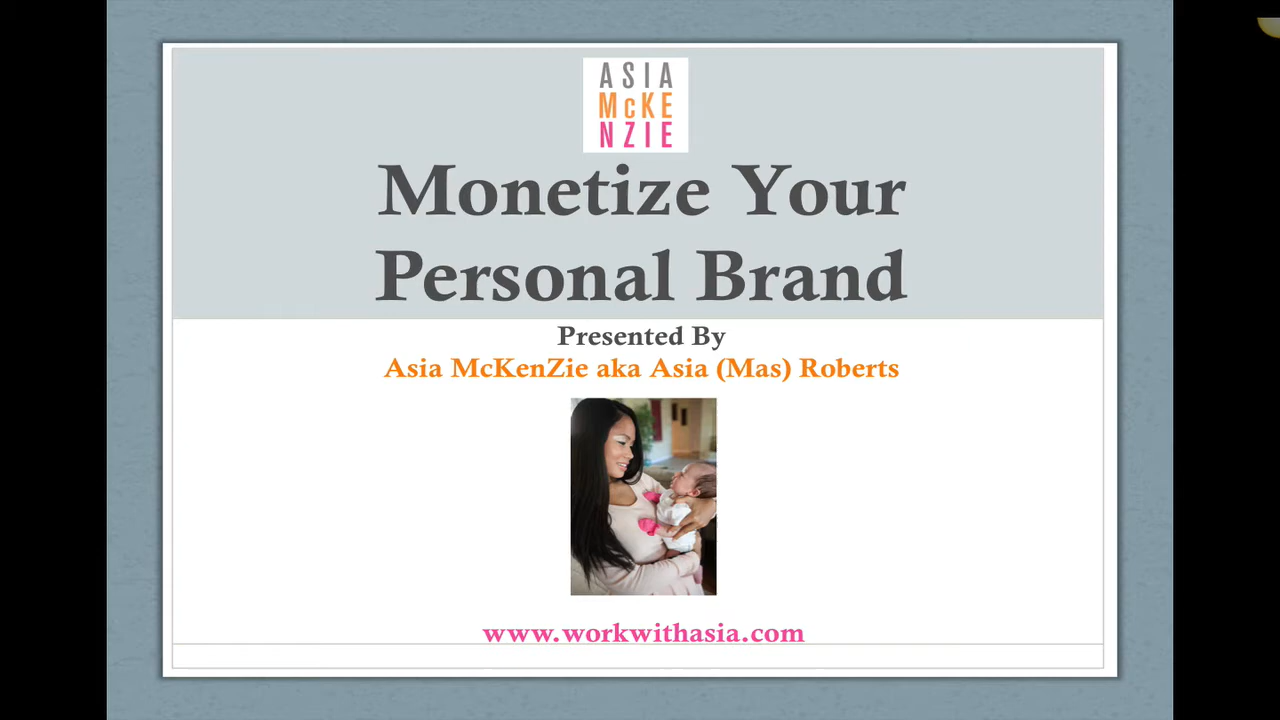 ASIA
McKE
NZIE
Monetize Your
Personal Brand
Presented By
Asia McKenZie aka Asia (Mas) Roberts
www.workwithasia.com